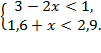 3 − 2x < 1,
1,6 + x < 2,9.